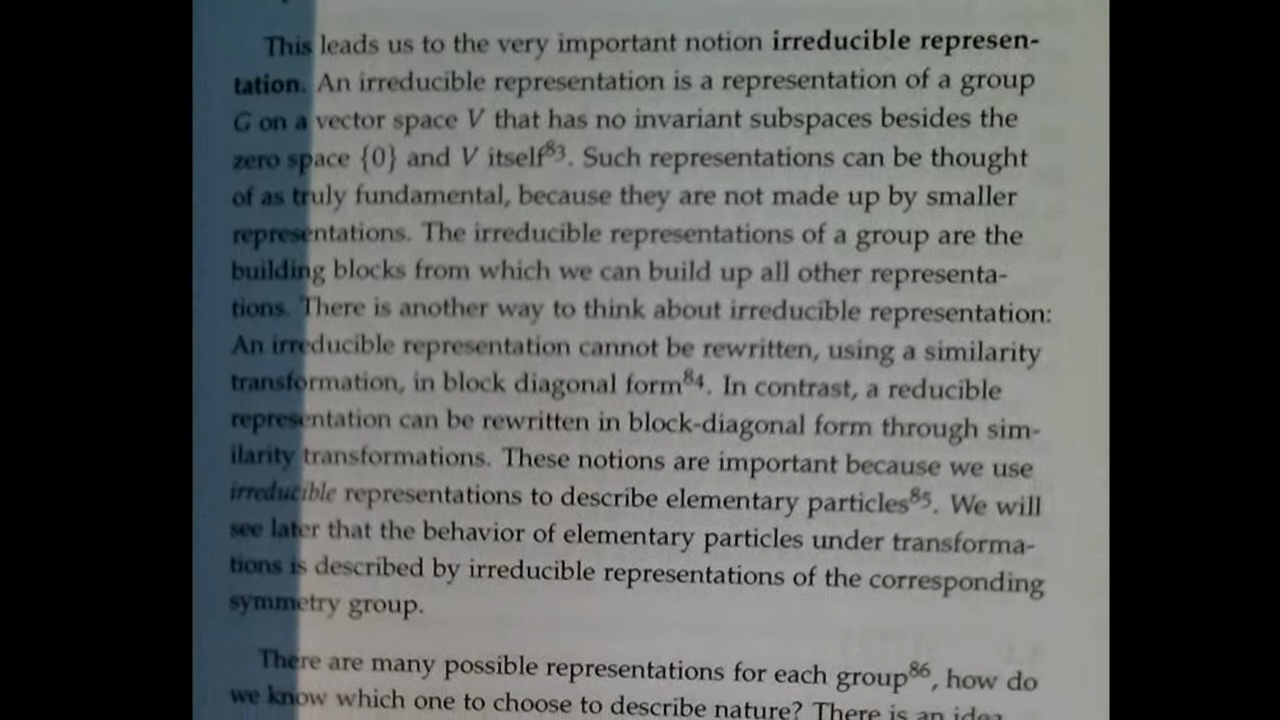 This leads us to the very important notion irreducible represen-
tation. An irreducible representation is a representation of a group
G on a vector space V that has no invariant subspaces besides the
zero space {0} and V itself83. Such representations can be thought
of as truly fundamental, because they are not made up by smaller
representations. The irreducible representations of a group are the
building blocks from which we can build up all other representa-
tions. There is another way to think about irreducible representation:
An irreducible representation cannot be rewritten, using a similarity
transformation, in block diagonal form84. In contrast, a reducible
representation can be rewritten in block-diagonal form through sim-
ilarity transformations. These notions are important because we use
irreducible representations to describe elementary particles85. We will
see later that the behavior of elementary particles under transforma-
tions is described by irreducible representations of the corresponding
symmetry group.
There are many possible representations for each group86, how do
we know which one to choose to describe nature? There is an idea